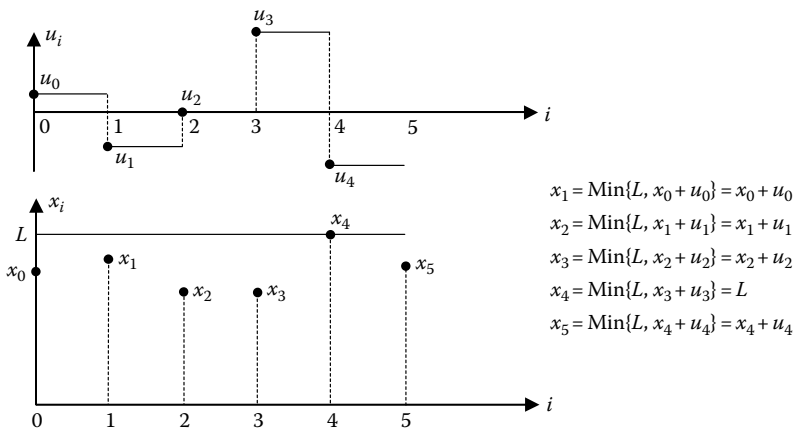 u_i
u_3
u_0
u_2
0 1 2 3 4 5 i
u_1
u_4
x_i
L
x_4
x_0
x_1
x_5
x_2
x_3
0 1 2 3 4 5 i
x_1 = Min{L, x_0 + u_0} = x_0 + u_0
x_2 = Min{L, x_1 + u_1} = x_1 + u_1
x_3 = Min{L, x_2 + u_2} = x_2 + u_2
x_4 = Min{L, x_3 + u_3} = L
x_5 = Min{L, x_4 + u_4} = x_4 + u_4